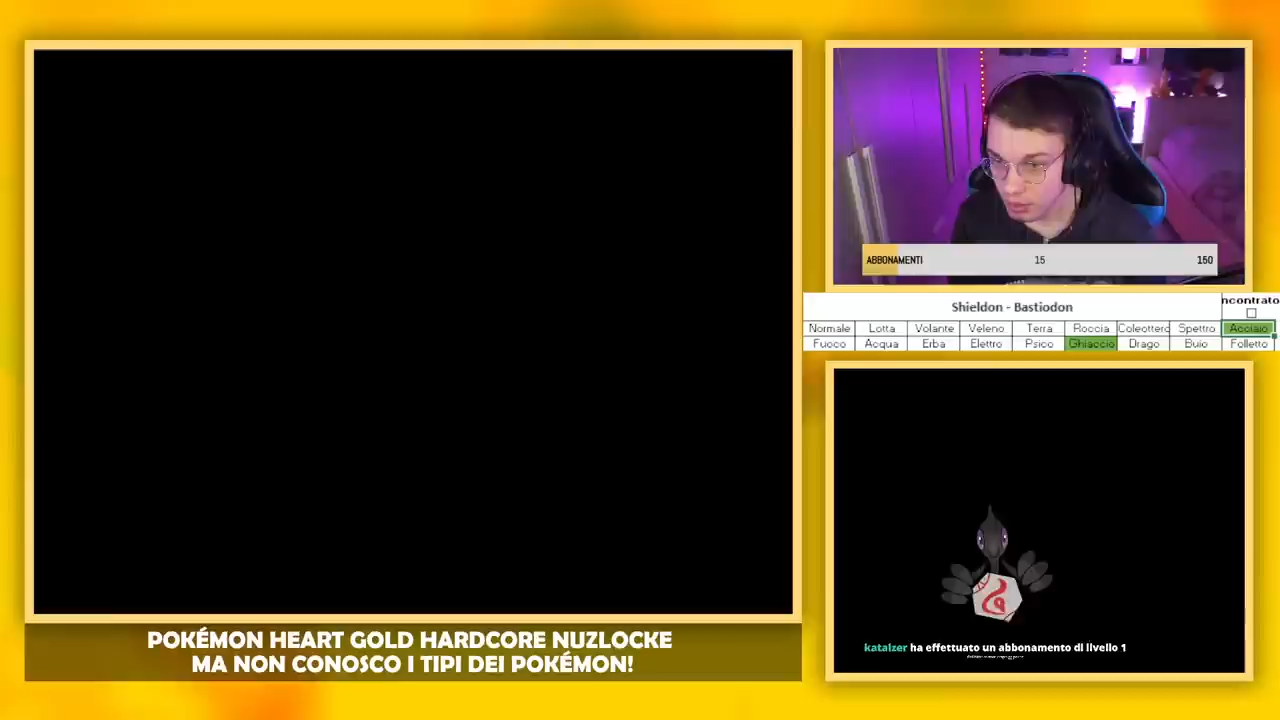 ABBONAMENTI 15 150
Shieldon - Bastiodon
ncontrato
Normale Lotta Volante Veleno Terra Roccia Coleottero Spettro Acciaio
Fuoco Acqua Erba Elettro Psico Ghiaccio Drago Buio Folletto
katalzer ha effettuato un abbonamento di livello 1
POKÉMON HEART GOLD HARDCORE NUZLOCKE
MA NON CONOSCO I TIPI DEI POKÉMON!